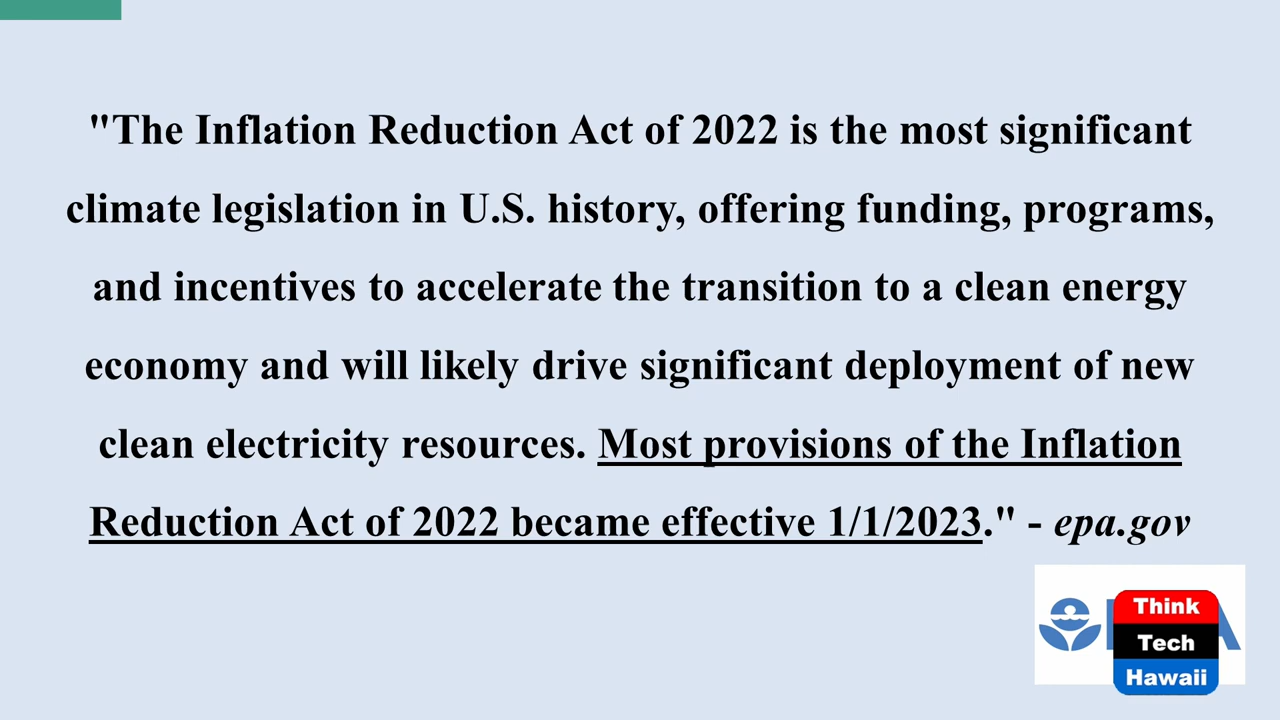 "The Inflation Reduction Act of 2022 is the most significant
climate legislation in U.S. history, offering funding, programs,
and incentives to accelerate the transition to a clean energy
economy and will likely drive significant deployment of new
clean electricity resources. Most provisions of the Inflation
Reduction Act of 2022 became effective 1/1/2023." - epa.gov
Think
Tech
Hawaii